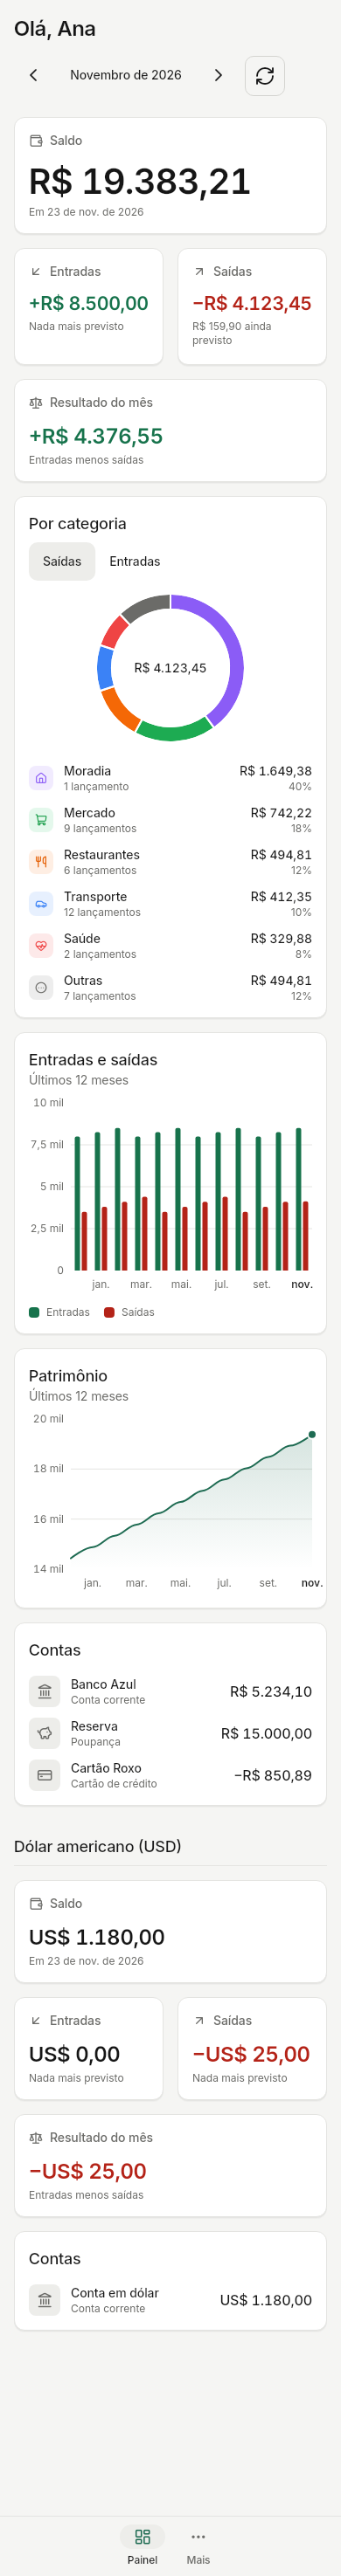 Olá, Ana
Novembro de 2026
Saldo
R$ 19.383,21
Em 23 de nov. de 2026
Entradas
+R$ 8.500,00
Nada mais previsto
Saídas
−R$ 4.123,45
R$ 159,90 ainda
previsto
Resultado do mês
+R$ 4.376,55
Entradas menos saídas
Por categoria
Saídas
Entradas
R$ 4.123,45
Moradia
R$ 1.649,38
1 lançamento
40%
Mercado
R$ 742,22
9 lançamentos
18%
Restaurantes
R$ 494,81
6 lançamentos
12%
Transporte
R$ 412,35
12 lançamentos
10%
Saúde
R$ 329,88
2 lançamentos
8%
Outras
R$ 494,81
7 lançamentos
12%
Entradas e saídas
Últimos 12 meses
10 mil
7,5 mil
5 mil
2,5 mil
0
jan. mar. mai. jul. set. nov.
Entradas Saídas
Patrimônio
Últimos 12 meses
20 mil
18 mil
16 mil
14 mil
jan. mar. mai. jul. set. nov.
Contas
Banco Azul
Conta corrente
R$ 5.234,10
Reserva
Poupança
R$ 15.000,00
Cartão Roxo
Cartão de crédito
−R$ 850,89
Dólar americano (USD)
Saldo
US$ 1.180,00
Em 23 de nov. de 2026
Entradas
US$ 0,00
Nada mais previsto
Saídas
−US$ 25,00
Nada mais previsto
Resultado do mês
−US$ 25,00
Entradas menos saídas
Contas
Conta em dólar
Conta corrente
US$ 1.180,00
Painel
Mais